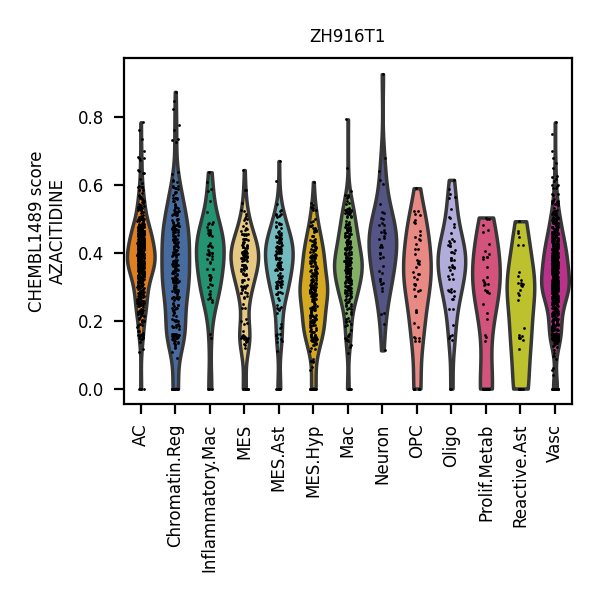 ZH916T1
CHEMBL1489 score
AZACITIDINE
0.8
0.6
0.4
0.2
0.0
AC
Chromatin.Reg
Inflammatory.Mac
MES
MES.Ast
MES.Hyp
Mac
Neuron
OPC
Oligo
Prolif.Metab
Reactive.Ast
Vasc